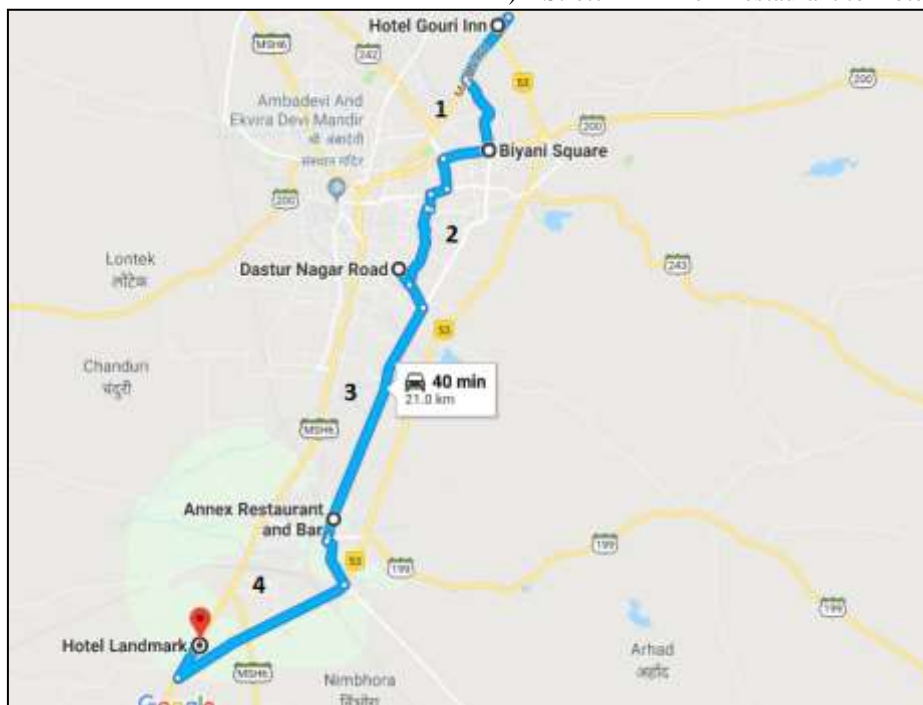 Hotel Gouri Inn
MSH6
242
53
200
1
Ambadevi And
Ekvira Devi Mandir
200
Biyani Square
200
2
Lontek
लोंटेक
Dastur Nagar Road
243
53
Chanduri
चंदुरी
40 min
21.0 km
3
MSH6
Annex Restaurant
and Bar
199
53
199
4
199
Hotel Landmark
Arhad
अर्हाद
MSH6
Nimbhora
Google